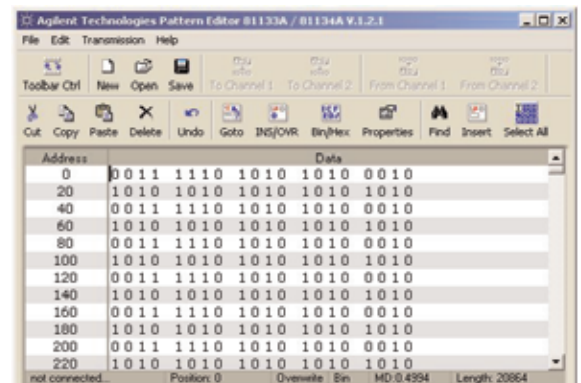 Agilent Technologies Pattern Editor 81133A / 81134A V.1.2.1
File Edit Transmission Help
Toolbar Ctrl New Open Save To Channel 1 To Channel 2 From Channel 1 From Channel 2
Cut Copy Paste Delete Undo Goto INS/OVR Bin/Hex Properties Find Insert Select All
Address Data
0 0011 1110 1010 1010 0010
20 1010 1010 1010 1010 1010
40 0011 1110 1010 1010 0010
60 1010 1010 1010 1010 1010
80 0011 1110 1010 1010 0010
100 1010 1010 1010 1010 1010
120 0011 1110 1010 1010 0010
140 1010 1010 1010 1010 1010
160 0011 1110 1010 1010 0010
180 1010 1010 1010 1010 1010
200 0011 1110 1010 1010 0010
220 1010 1010 1010 1010 1010
not connected... Position: 0 Overwrite Bin MD:0.4994 Length: 20864